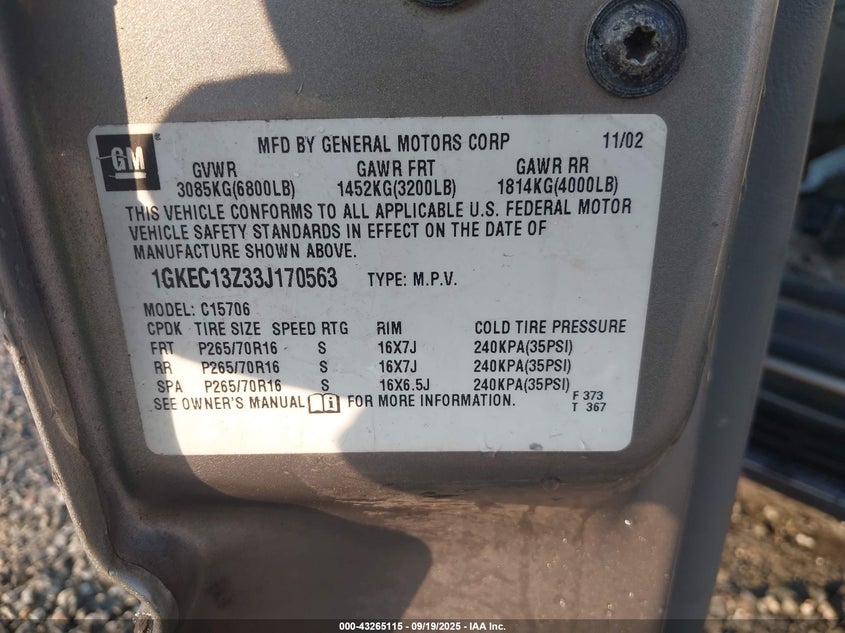 GM
MFD BY GENERAL MOTORS CORP 11/02
GVWR GAWR FRT GAWR RR
3085KG(6800LB) 1452KG(3200LB) 1814KG(4000LB)
THIS VEHICLE CONFORMS TO ALL APPLICABLE U.S. FEDERAL MOTOR
VEHICLE SAFETY STANDARDS IN EFFECT ON THE DATE OF
MANUFACTURE SHOWN ABOVE.
1GKEC13Z33J170563 TYPE: M.P.V.
MODEL: C15706
CPDK TIRE SIZE SPEED RTG RIM COLD TIRE PRESSURE
FRT P265/70R16 S 16X7J 240KPA(35PSI)
RR P265/70R16 S 16X7J 240KPA(35PSI)
SPA P265/70R16 S 16X6.5J 240KPA(35PSI)
SEE OWNER'S MANUAL FOR MORE INFORMATION.
F 373
T 367
000-43265115 - 09/19/2025 - IAA Inc.